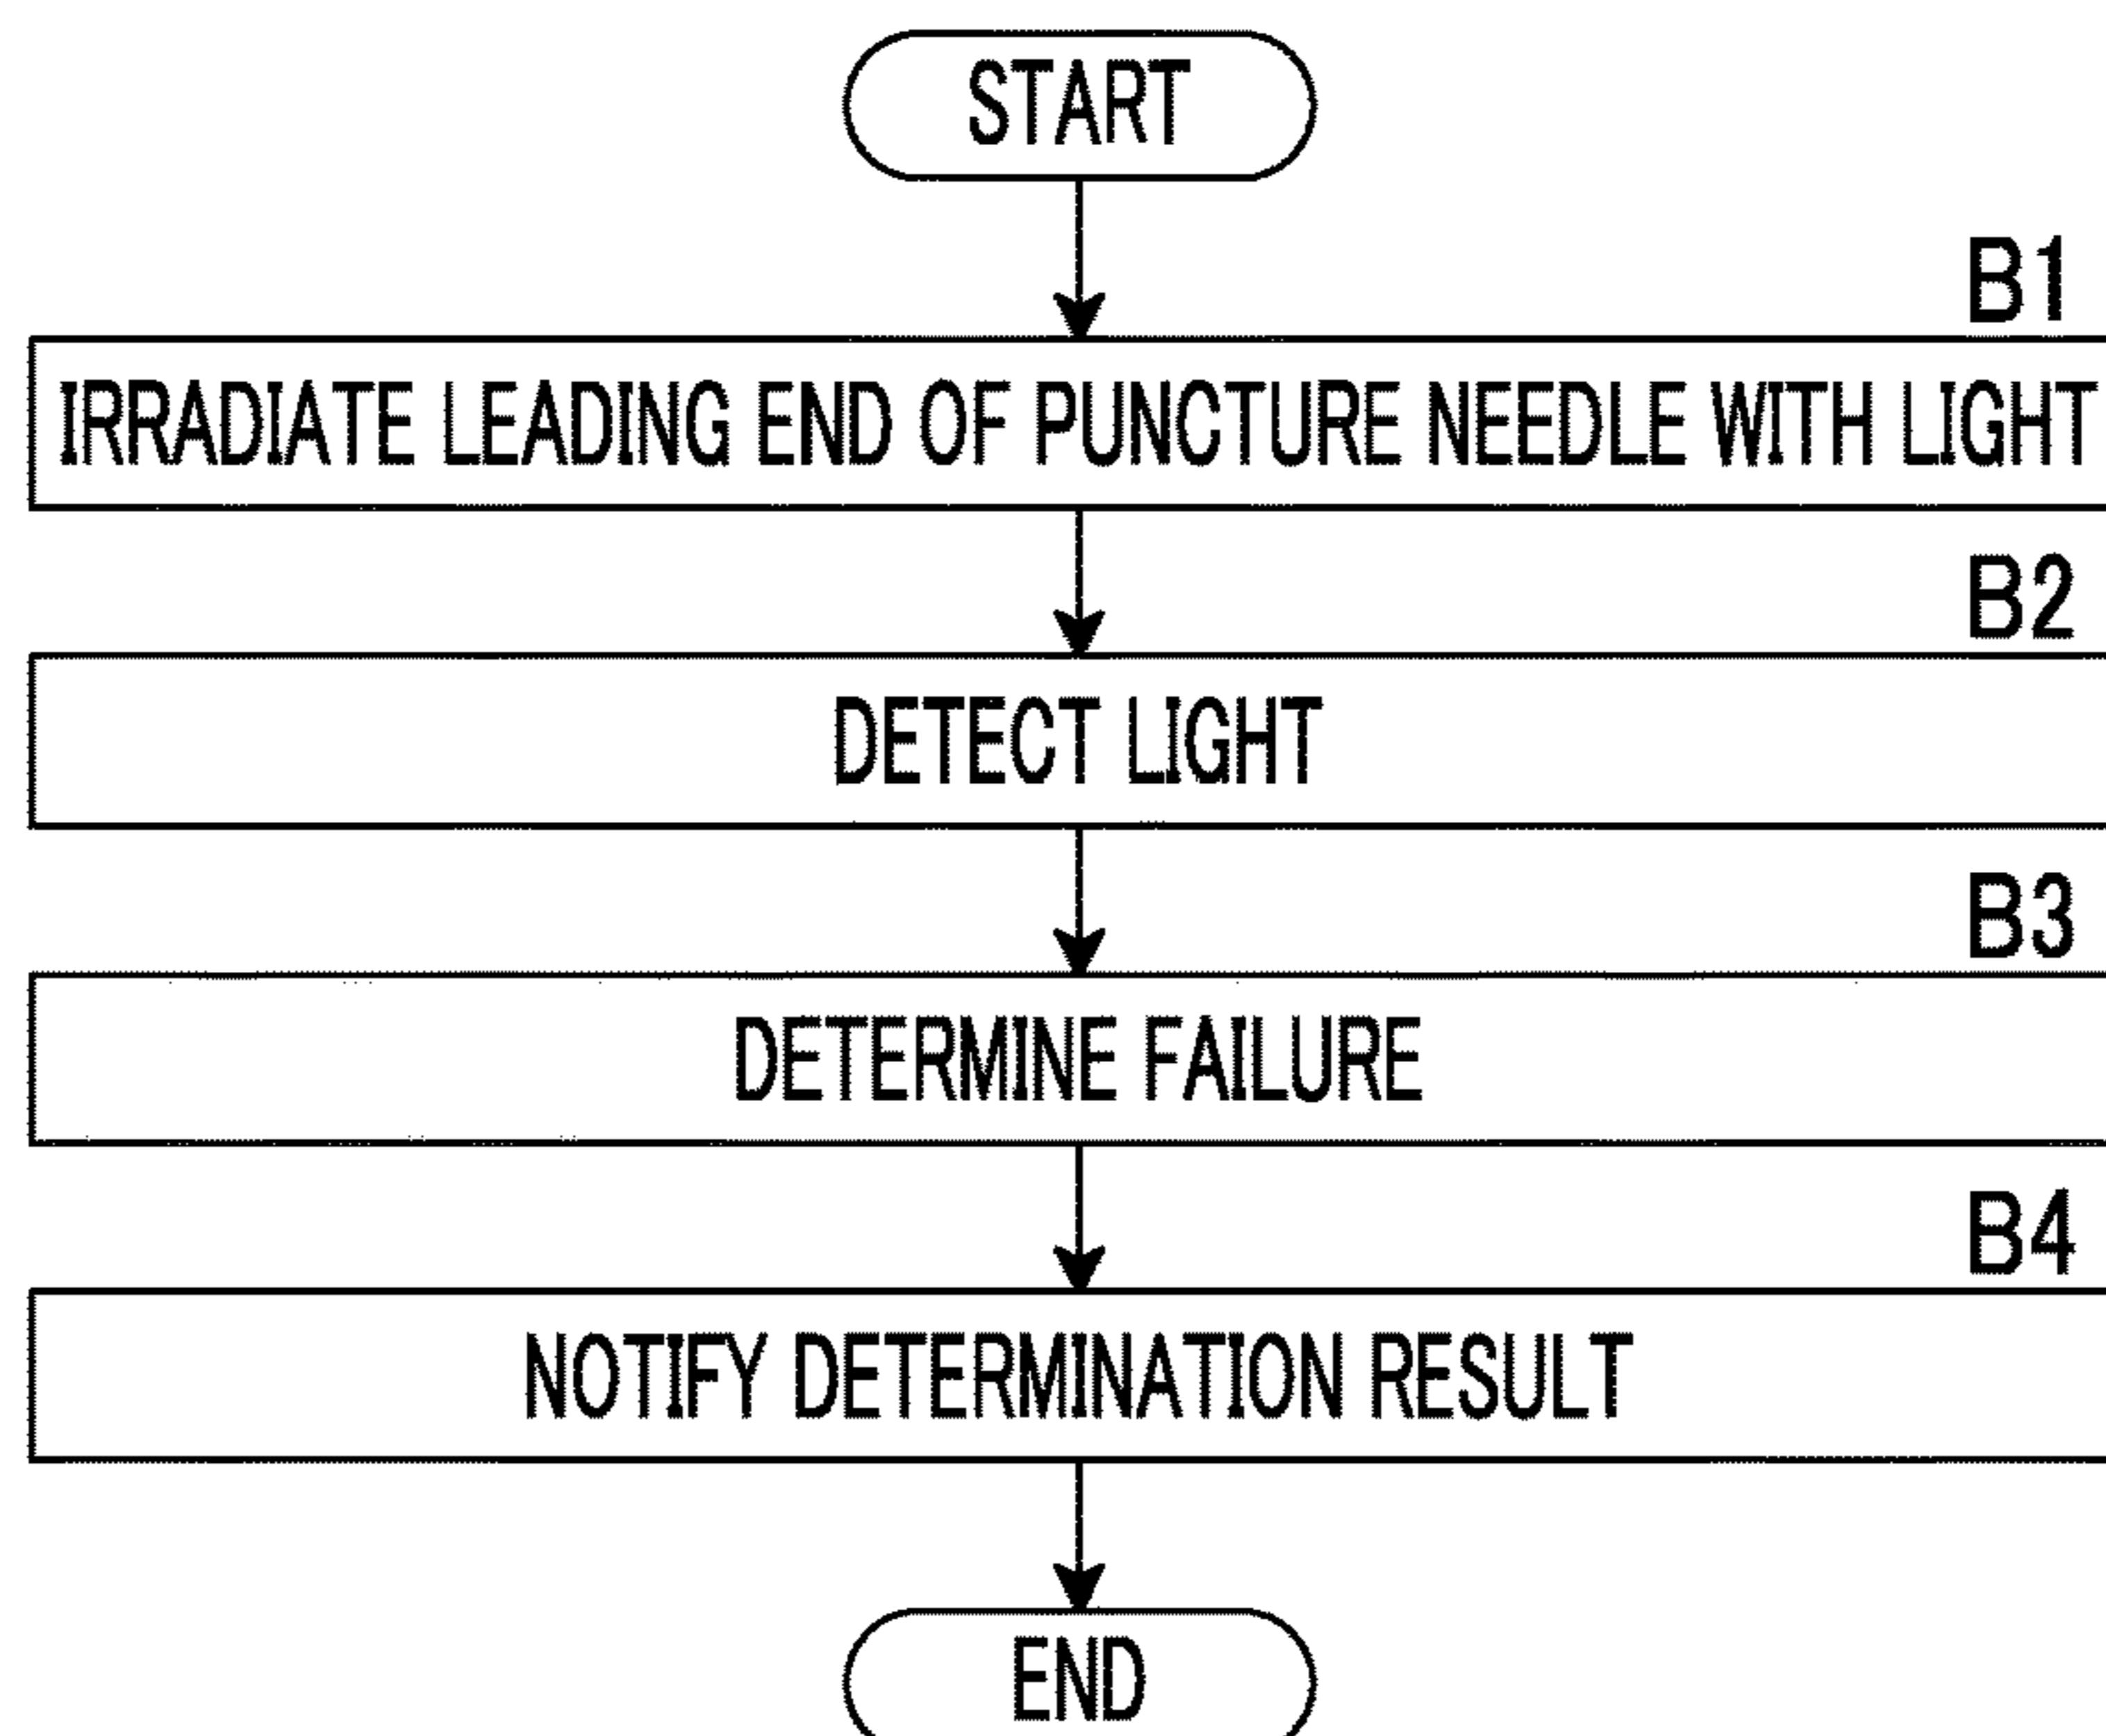 START
B1
IRRADIATE LEADING END OF PUNCTURE NEEDLE WITH LIGHT
B2
DETECT LIGHT
B3
DETERMINE FAILURE
B4
NOTIFY DETERMINATION RESULT
END